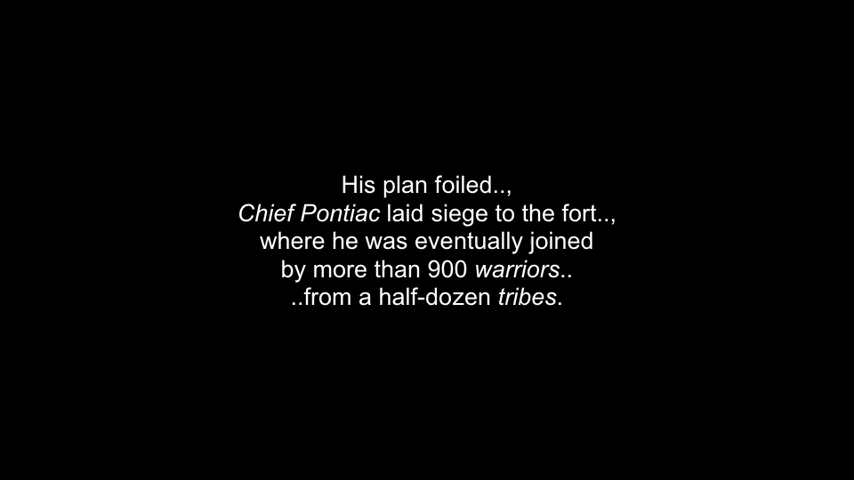 His plan foiled..,
Chief Pontiac laid siege to the fort..,
where he was eventually joined
by more than 900 warriors..
..from a half-dozen tribes.